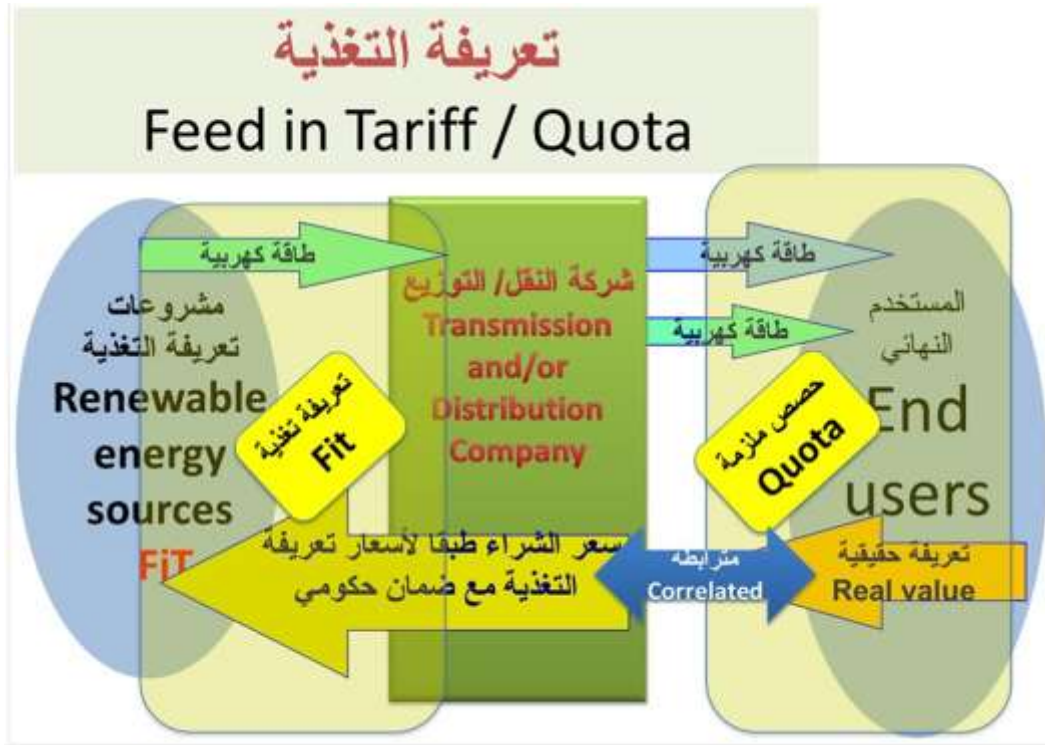 تعريفة التغذية
Feed in Tariff / Quota
طاقة كهربية
طاقة كهربية
طاقة كهربية
مشروعات
تعريفة التغذية
Renewable
energy
sources
FiT
تعريفة تغذية
Fit
شركة النقل/ التوزيع
Transmission
and/or
Distribution
Company
المستخدم
النهائي
End
users
حصص ملزمة
Quota
سعر الشراء طبقا لأسعار تعريفة
التغذية مع ضمان حكومي
مترابطة
Correlated
تعريفة حقيقية
Real value